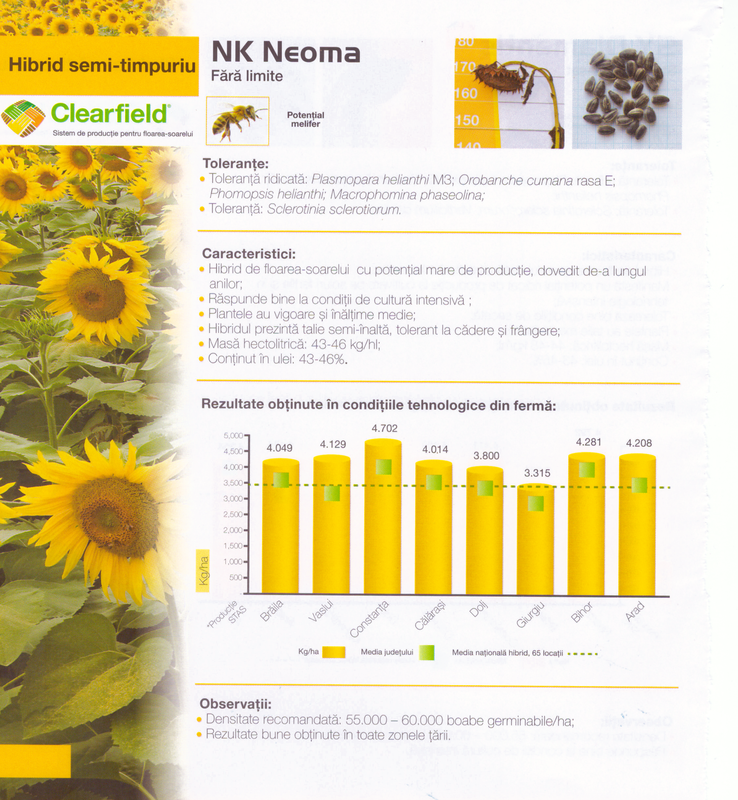 Hibrid semi-timpuriu
NK Neoma
Fără limite
Clearfield®
Sistem de producție pentru floarea-soarelui
Potențial
melifer
180
170
160
150
140
Toleranțe:
• Toleranță ridicată: Plasmopara helianthi M3; Orobanche cumana rasa E;
Phomopsis helianthi; Macrophomina phaseolina;
• Toleranță: Sclerotinia sclerotiorum.
Caracteristici:
• Hibrid de floarea-soarelui cu potențial mare de producție, dovedit de-a lungul
anilor;
• Răspunde bine la condiții de cultură intensivă ;
• Plantele au vigoare și înălțime medie;
• Hibridul prezintă talie semi-înaltă, tolerant la cădere și frângere;
• Masă hectolitrică: 43-46 kg/hl;
• Conținut în ulei: 43-46%.
Rezultate obținute în condițiile tehnologice din fermă:
5,000
4,500
4,000
3,500
3,000
2,500
2,000
1,500
1,000
500
Kg/ha
4.049
4.129
4.702
4.014
3.800
3.315
4.281
4.208
*Producție
STAS
Brăila
Vaslui
Constanța
Călărași
Dolj
Giurgiu
Bihor
Arad
Kg/ha
Media județului
Media națională hibrid, 65 locații
Observații:
• Densitate recomandată: 55.000 – 60.000 boabe germinabile/ha;
• Rezultate bune obținute în toate zonele țării.